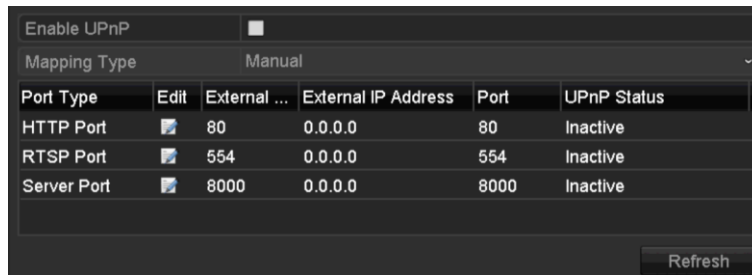 Enable UPnP
Mapping Type Manual
Port Type Edit External ... External IP Address Port UPnP Status
HTTP Port 80 0.0.0.0 80 Inactive
RTSP Port 554 0.0.0.0 554 Inactive
Server Port 8000 0.0.0.0 8000 Inactive
Refresh